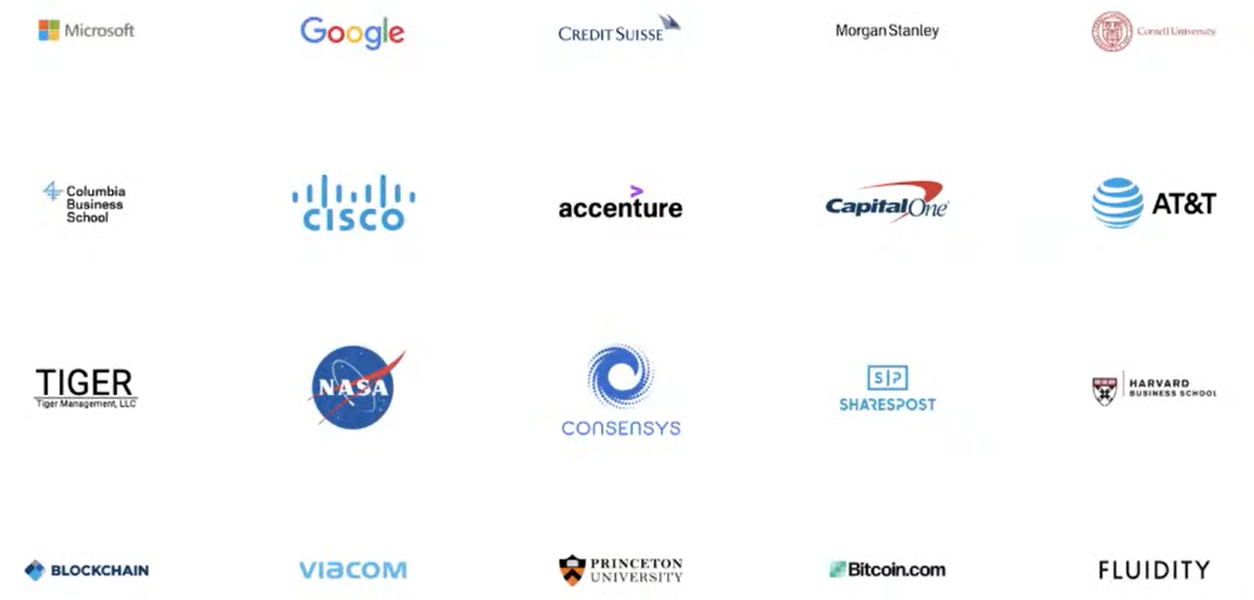 Microsoft
Google
CREDIT SUISSE
Morgan Stanley
Cornell University
Columbia
Business
School
CISCO
accenture
Capital One
AT&T
TIGER
Tiger Management, LLC
NASA
CONSENSYS
S|P
SHARESPOST
HARVARD
BUSINESS SCHOOL
BLOCKCHAIN
VIACOM
PRINCETON
UNIVERSITY
Bitcoin.com
FLUIDITY